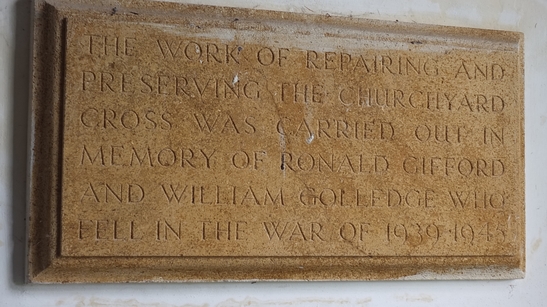 THE WORK OF REPAIRING, AND
PRESERVING THE CHURCHYARD
CROSS WAS CARRIED OUT IN
MEMORY OF RONALD GIFFORD
AND WILLIAM GOLLEDGE WHO
FELL IN THE WAR OF 1939-1945